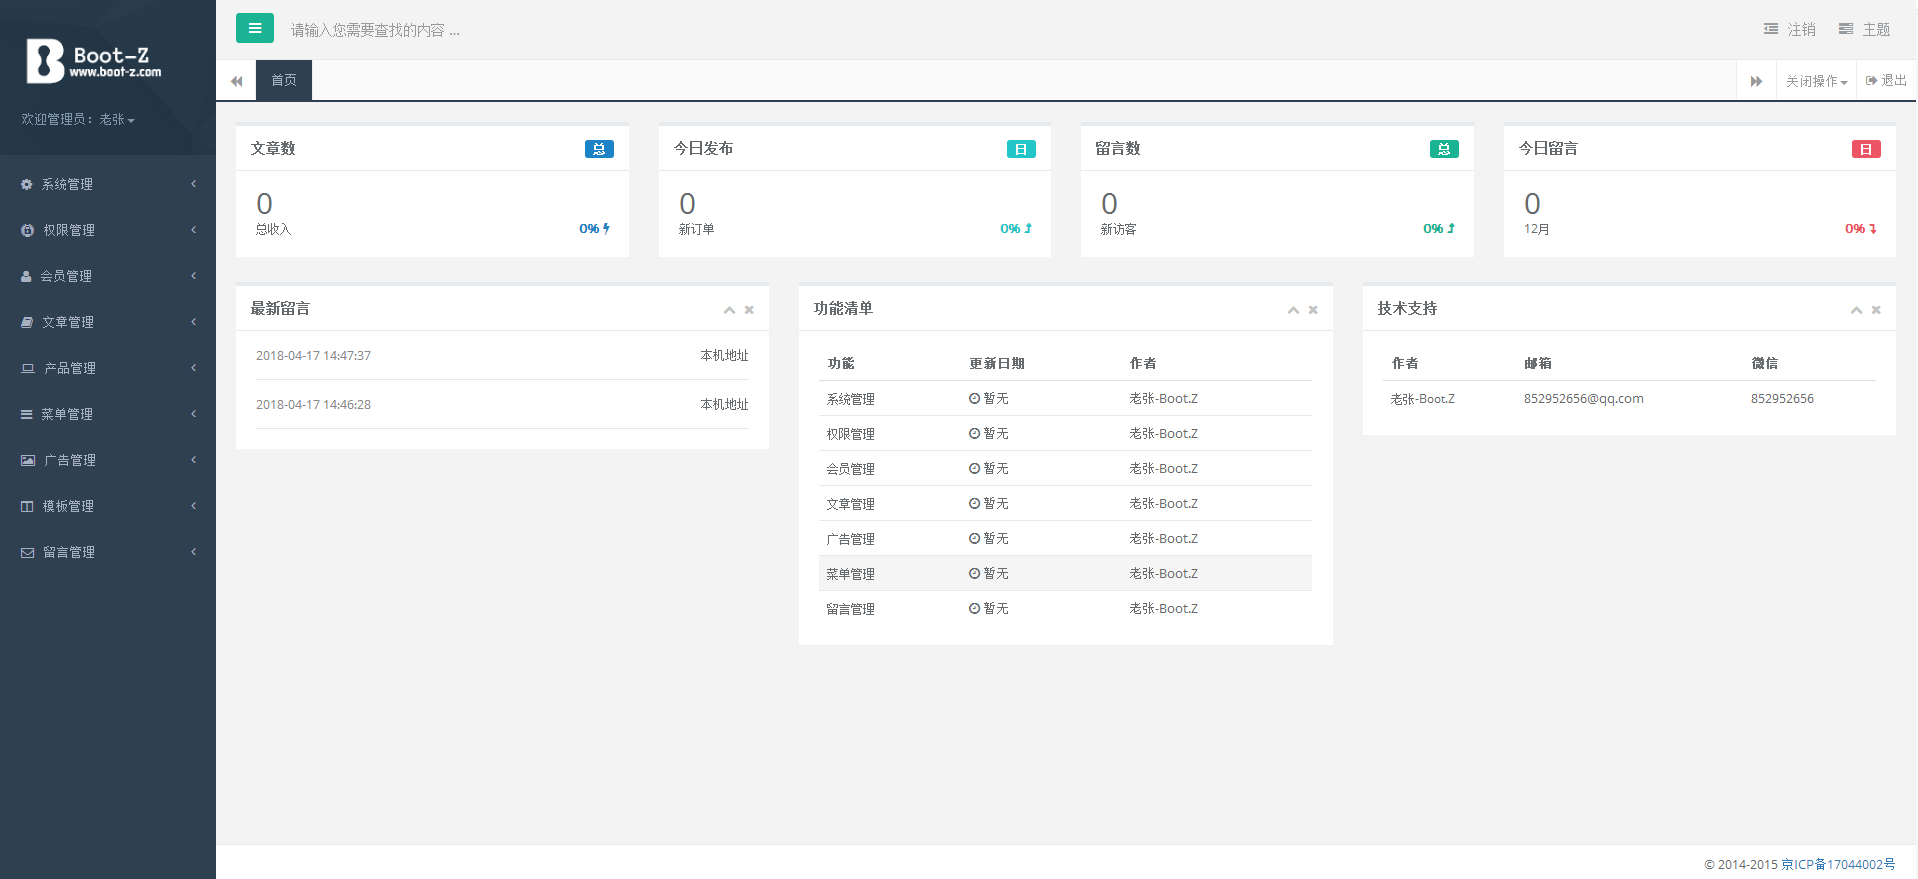 Boot-Z
www.boot-z.com
欢迎管理员：老张
系统管理
权限管理
会员管理
文章管理
产品管理
菜单管理
广告管理
模板管理
留言管理
请输入您需要查找的内容 ...
注销 主题
首页 关闭操作 退出
文章数 总
0
总收入 0%
今日发布 日
0
新订单 0%
留言数 总
0
新访客 0%
今日留言 日
0
12月 0%
最新留言
2018-04-17 14:47:37 本机地址
2018-04-17 14:46:28 本机地址
功能清单
功能 更新日期 作者
系统管理 暂无 老张-Boot.Z
权限管理 暂无 老张-Boot.Z
会员管理 暂无 老张-Boot.Z
文章管理 暂无 老张-Boot.Z
广告管理 暂无 老张-Boot.Z
菜单管理 暂无 老张-Boot.Z
留言管理 暂无 老张-Boot.Z
技术支持
作者 邮箱 微信
老张-Boot.Z 852952656@qq.com 852952656
© 2014-2015 京ICP备17044002号